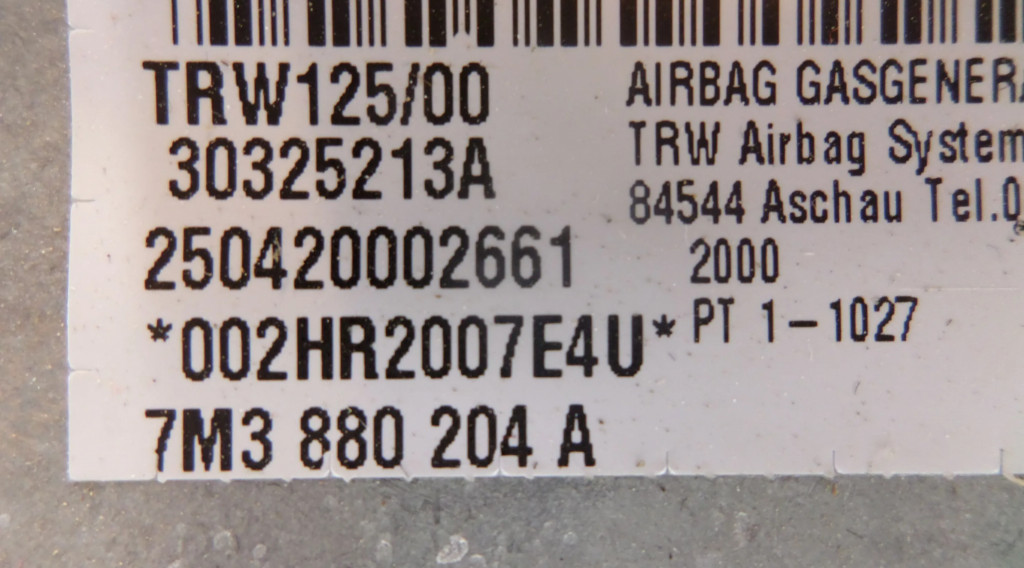 TRW125/00
30325213A
250420002661
*002HR2007E4U*
7M3 880 204 A
AIRBAG GASGENERA
TRW Airbag System
84544 Aschau Tel.0
2000
PT 1-1027